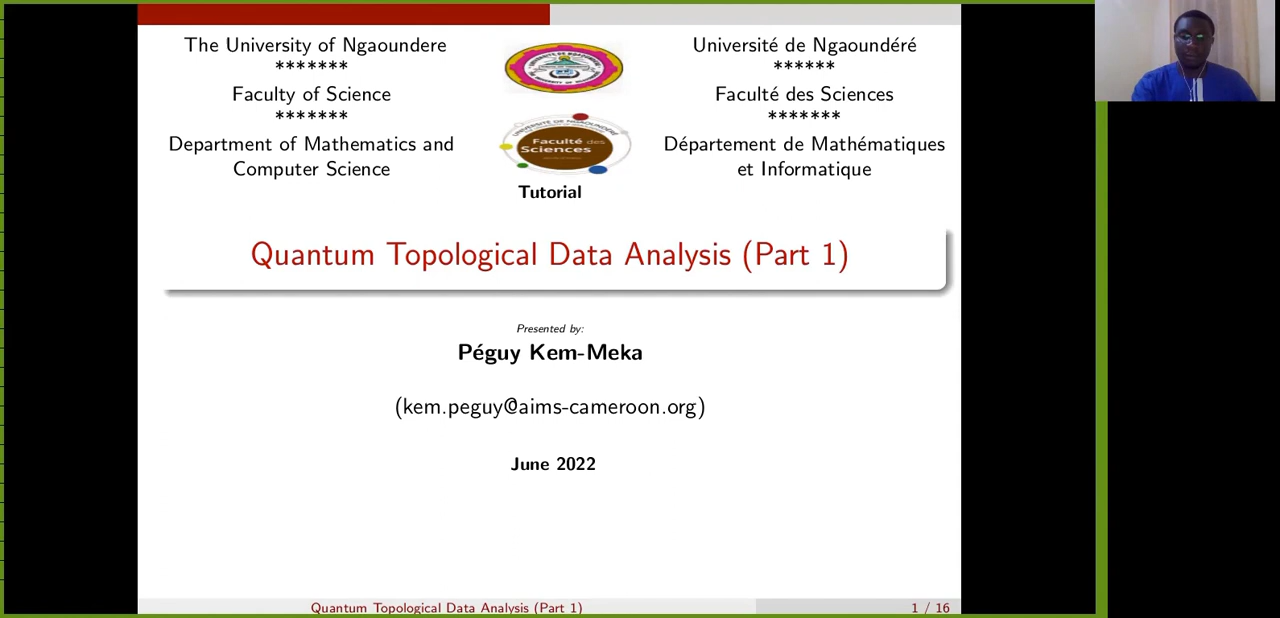 The University of Ngaoundere
*******
Faculty of Science
*******
Department of Mathematics and
Computer Science
Faculté des
Sciences
Université de Ngaoundéré
******
Faculté des Sciences
*******
Département de Mathématiques
et Informatique
Tutorial
Quantum Topological Data Analysis (Part 1)
Presented by:
Péguy Kem-Meka
(kem.peguy@aims-cameroon.org)
June 2022
Quantum Topological Data Analysis (Part 1)
1 / 16